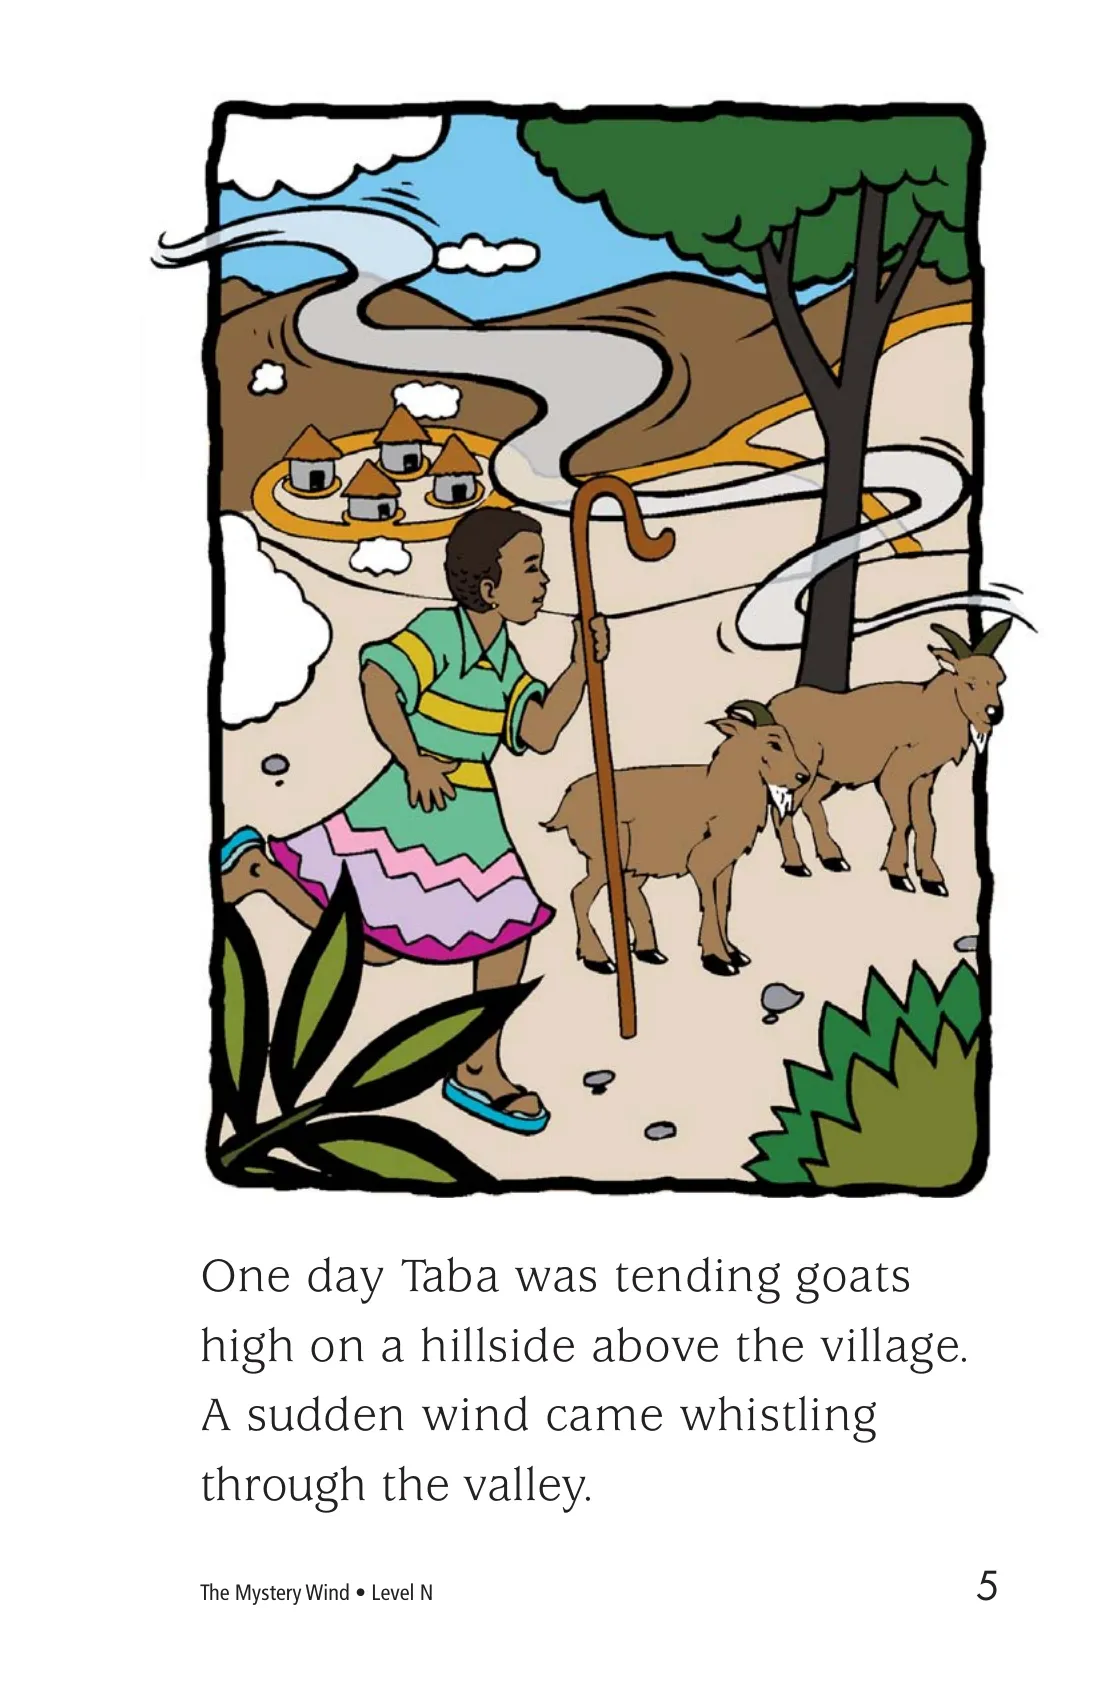 One day Taba was tending goats
high on a hillside above the village.
A sudden wind came whistling
through the valley.
The Mystery Wind • Level N
5